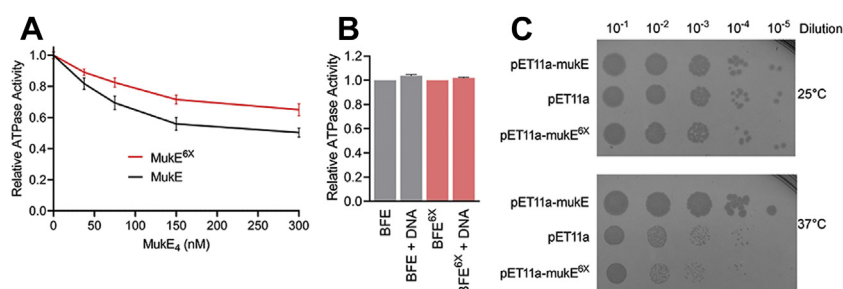 A
Relative ATPase Activity
1.0
0.8
0.6
0.4
0.2
0.0
0
50
100
150
200
250
300
MukE⁶ˣ
MukE
MukE₄ (nM)
B
Relative ATPase Activity
1.2
1.0
0.8
0.6
0.4
0.2
0.0
BFE
BFE + DNA
BFE⁶ˣ
BFE⁶ˣ + DNA
C
10⁻¹ 10⁻² 10⁻³ 10⁻⁴ 10⁻⁵ Dilution
pET11a-mukE
pET11a
pET11a-mukE⁶ˣ
25°C
pET11a-mukE
pET11a
pET11a-mukE⁶ˣ
37°C